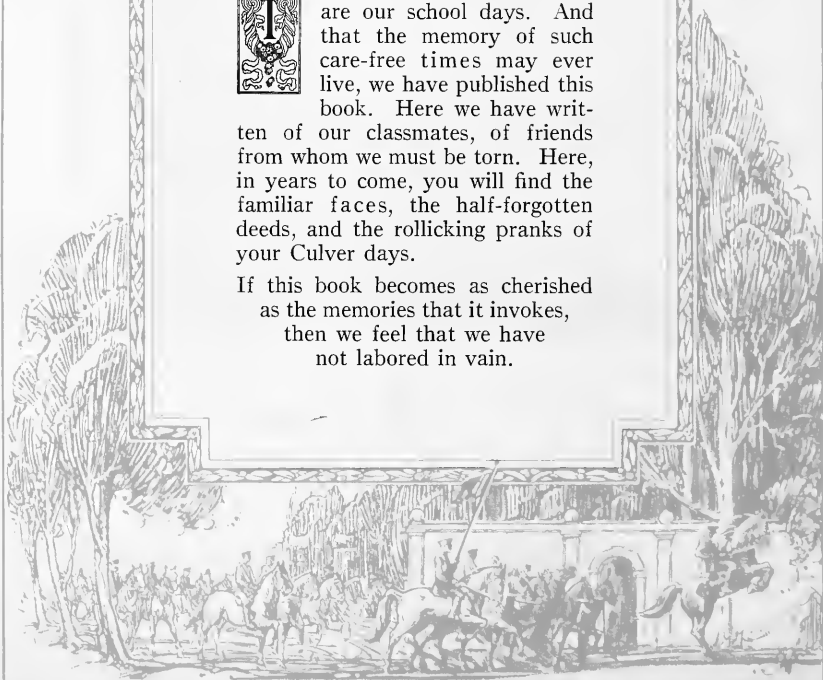 I
are our school days. And
that the memory of such
care-free times may ever
live, we have published this
book. Here we have writ-
ten of our classmates, of friends
from whom we must be torn. Here,
in years to come, you will find the
familiar faces, the half-forgotten
deeds, and the rollicking pranks of
your Culver days.
If this book becomes as cherished
as the memories that it invokes,
then we feel that we have
not labored in vain.